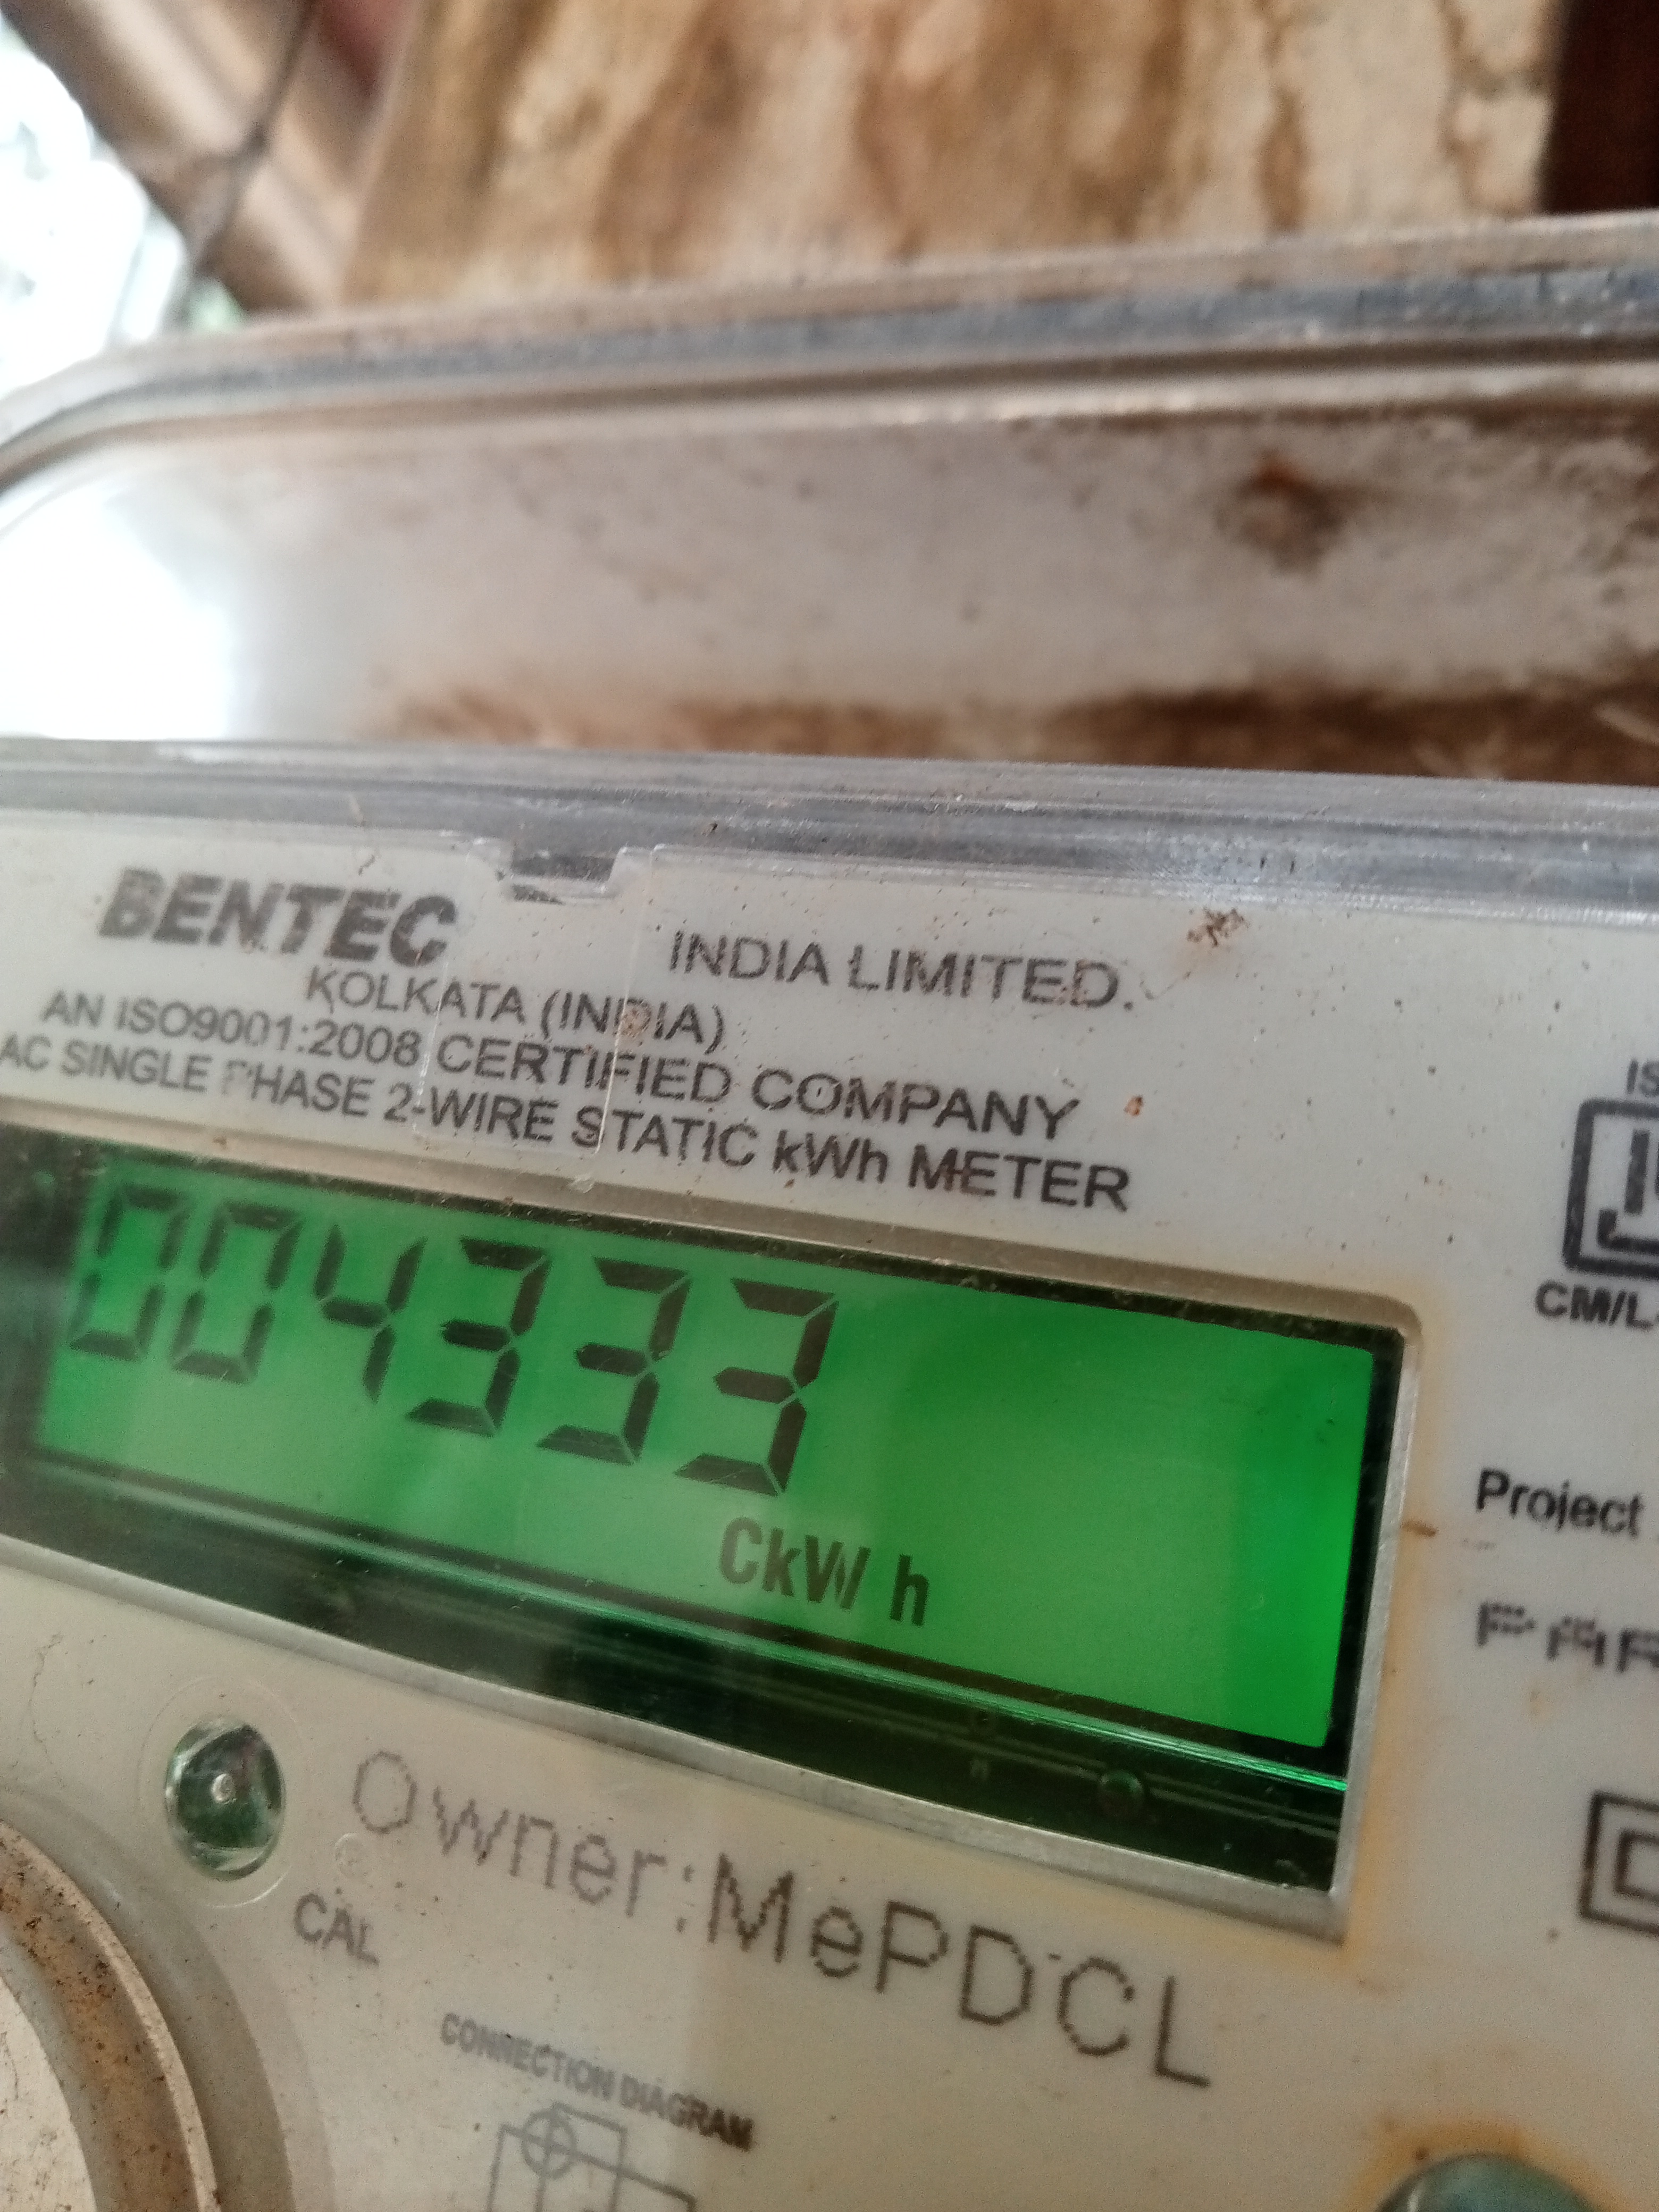 BENTEC INDIA LIMITED.
KOLKATA (INDIA)
AN ISO9001:2008 CERTIFIED COMPANY
AC SINGLE PHASE 2-WIRE STATIC kWh METER
004333
CkW h
CM/L-
Project
Owner:MePDCL
CAL
CONNECTION DIAGRAM